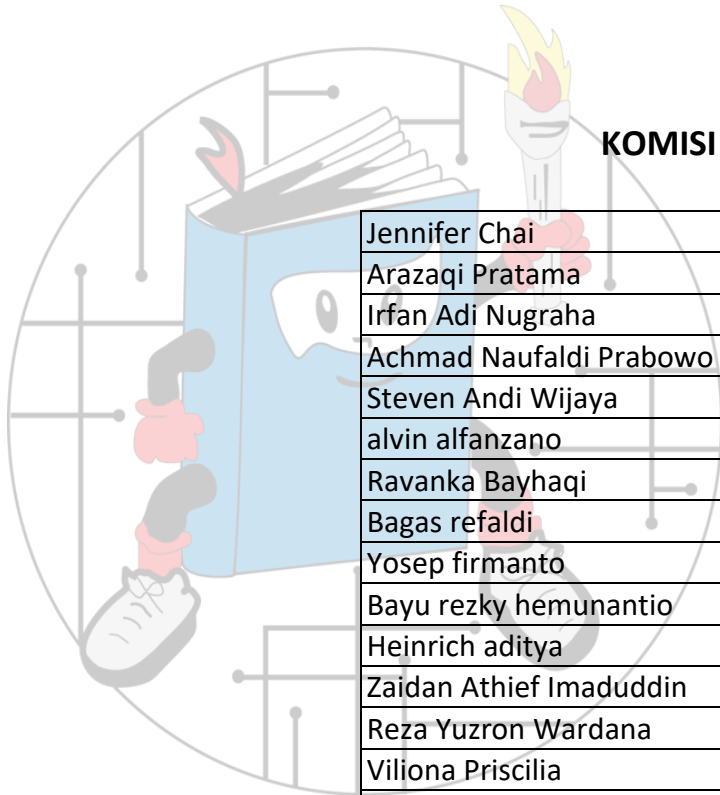 KOMISI
Jennifer Chai
Arazaqi Pratama
Irfan Adi Nugraha
Achmad Naufaldi Prabowo
Steven Andi Wijaya
alvin alfanzano
Ravanka Bayhaqi
Bagas refaldi
Yosep firmanto
Bayu rezky hemunantio
Heinrich aditya
Zaidan Athief Imaduddin
Reza Yuzron Wardana
Viliona Priscilia